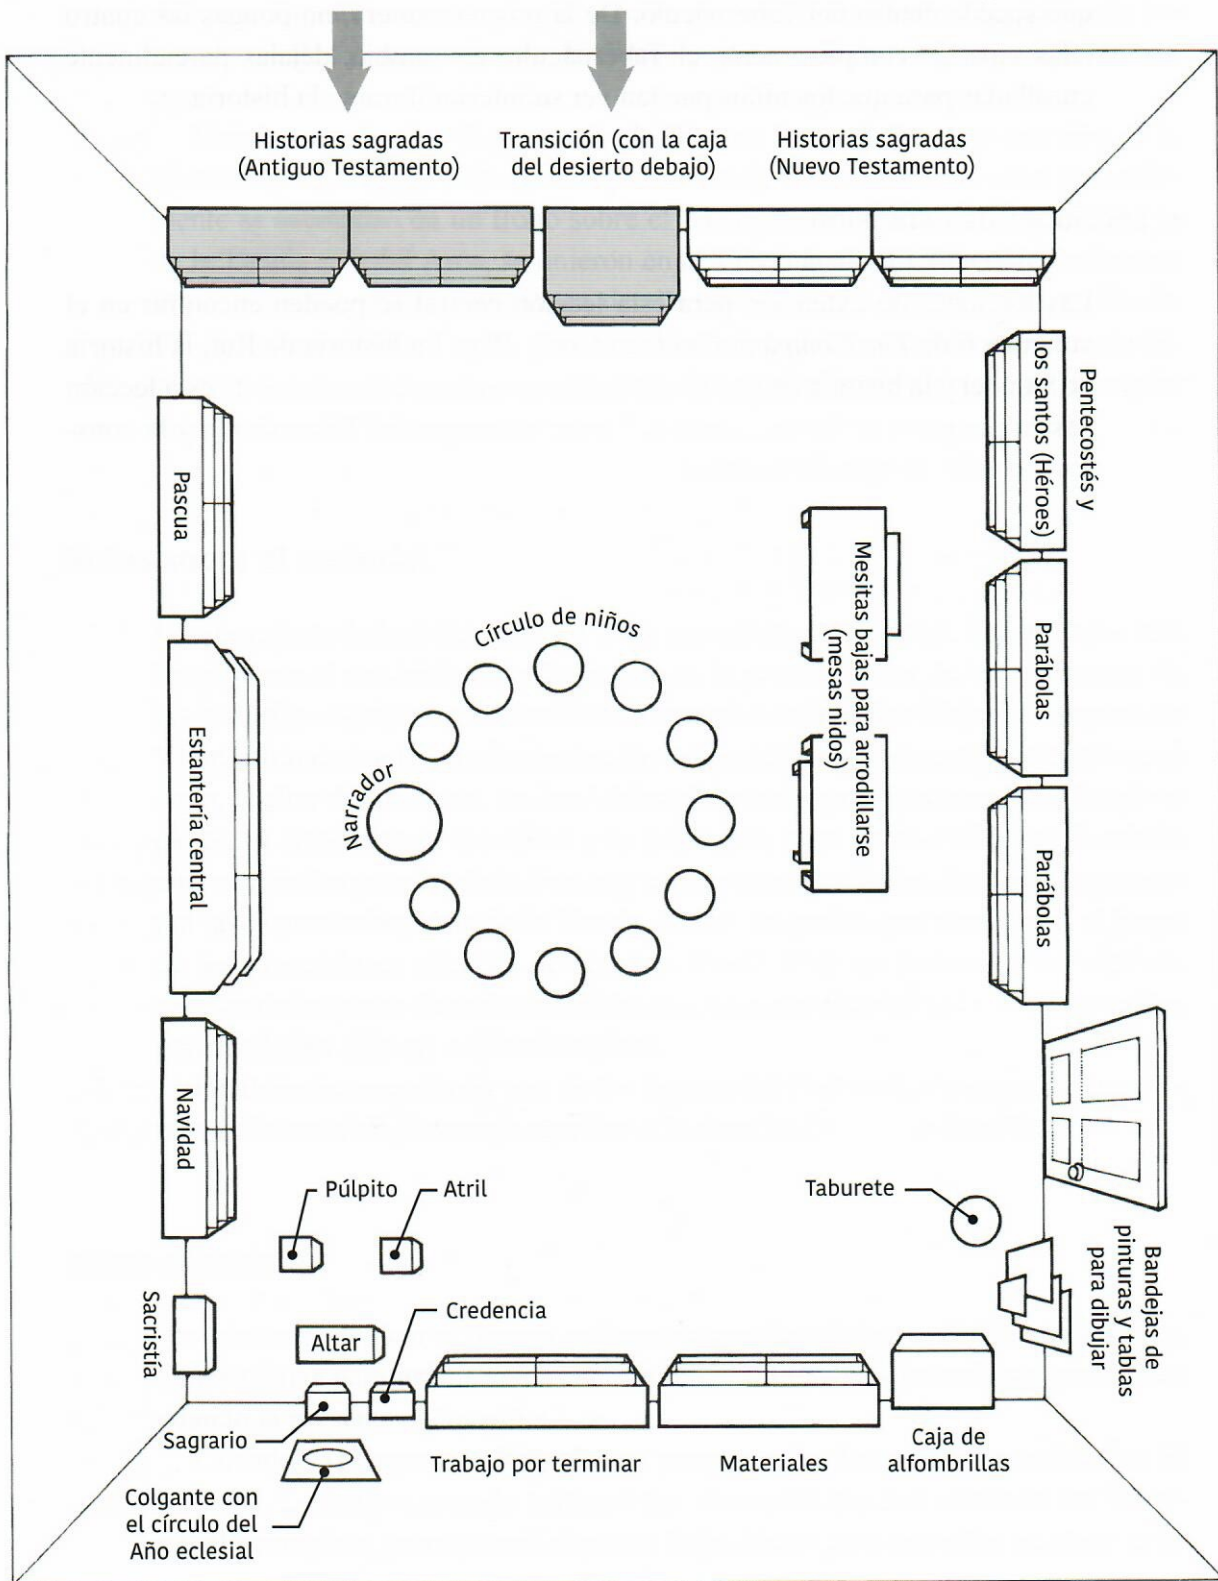 Historias sagradas
(Antiguo Testamento)
Transición (con la caja
del desierto debajo)
Historias sagradas
(Nuevo Testamento)
Pascua
Estantería central
Navidad
Sacristía
Círculo de niños
Narrador
Mesitas bajas para arrodillarse
(mesas nidos)
Pentecostés y
los santos (Héroes)
Parábolas
Parábolas
Púlpito
Atril
Taburete
Bandejas de
pinturas y tablas
para dibujar
Credencia
Altar
Sagrario
Trabajo por terminar
Materiales
Caja de
alfombrillas
Colgante con
el círculo del
Año eclesial